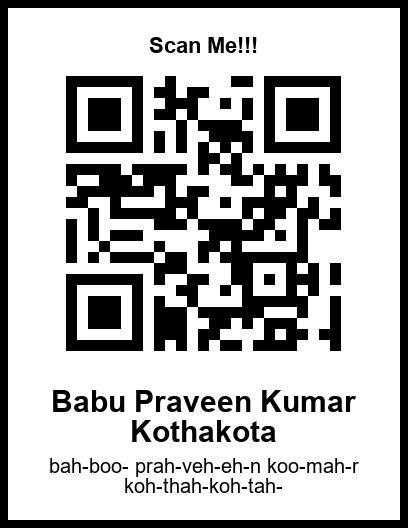 Scan Me!!!
Babu Praveen Kumar
Kothakota
bah-boo- prah-veh-eh-n koo-mah-r
koh-thah-koh-tah-